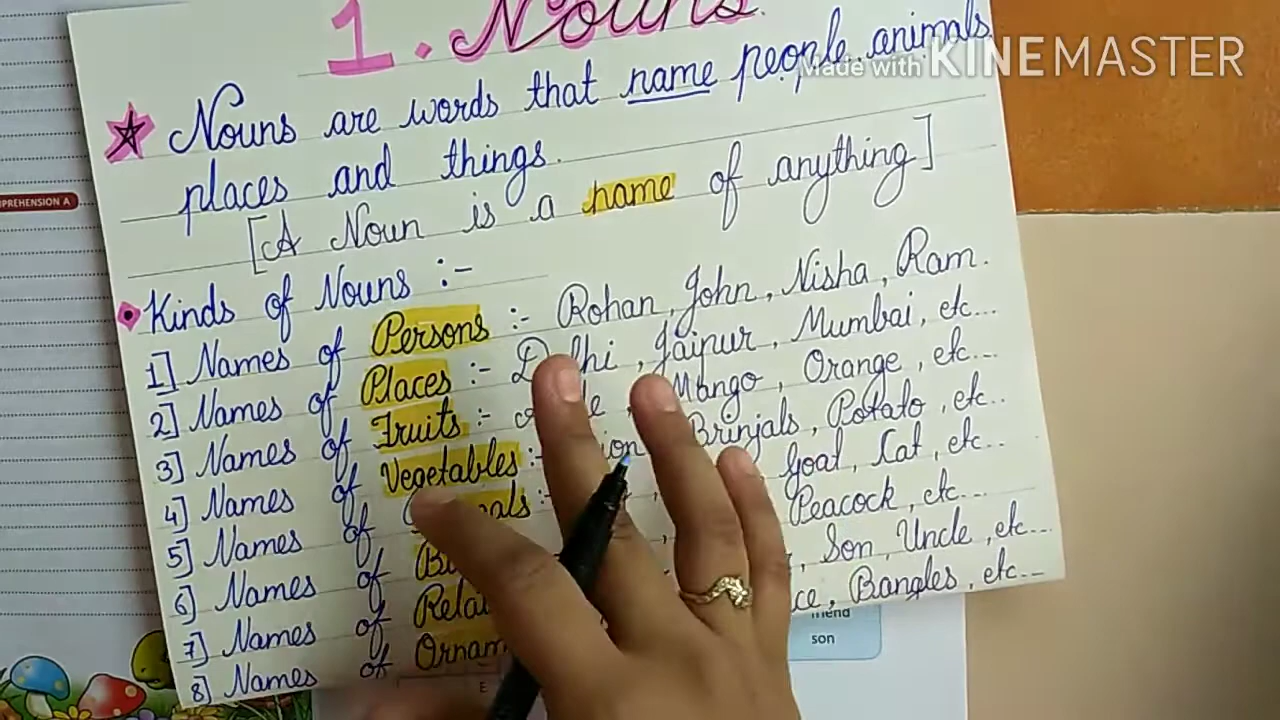 1. Nouns.
Made with KINEMASTER
Nouns are words that name people, animals,
places and things.
[A Noun is a name of anything]
Kinds of Nouns :-
1] Names of Persons :- Rohan, John, Nisha, Ram.
2] Names of Places :- Delhi, Jaipur, Mumbai, etc...
3] Names of Fruits :- Mango, Orange, etc...
4] Names of Vegetables :- Brinjals, Potato, etc..
5] Names of :- Goat, Cat, etc...
6] Names of Peacock, etc...
7] Names of Son, Uncle, etc...
8] Names of Bangles, etc...
PREHENSION A
son
E